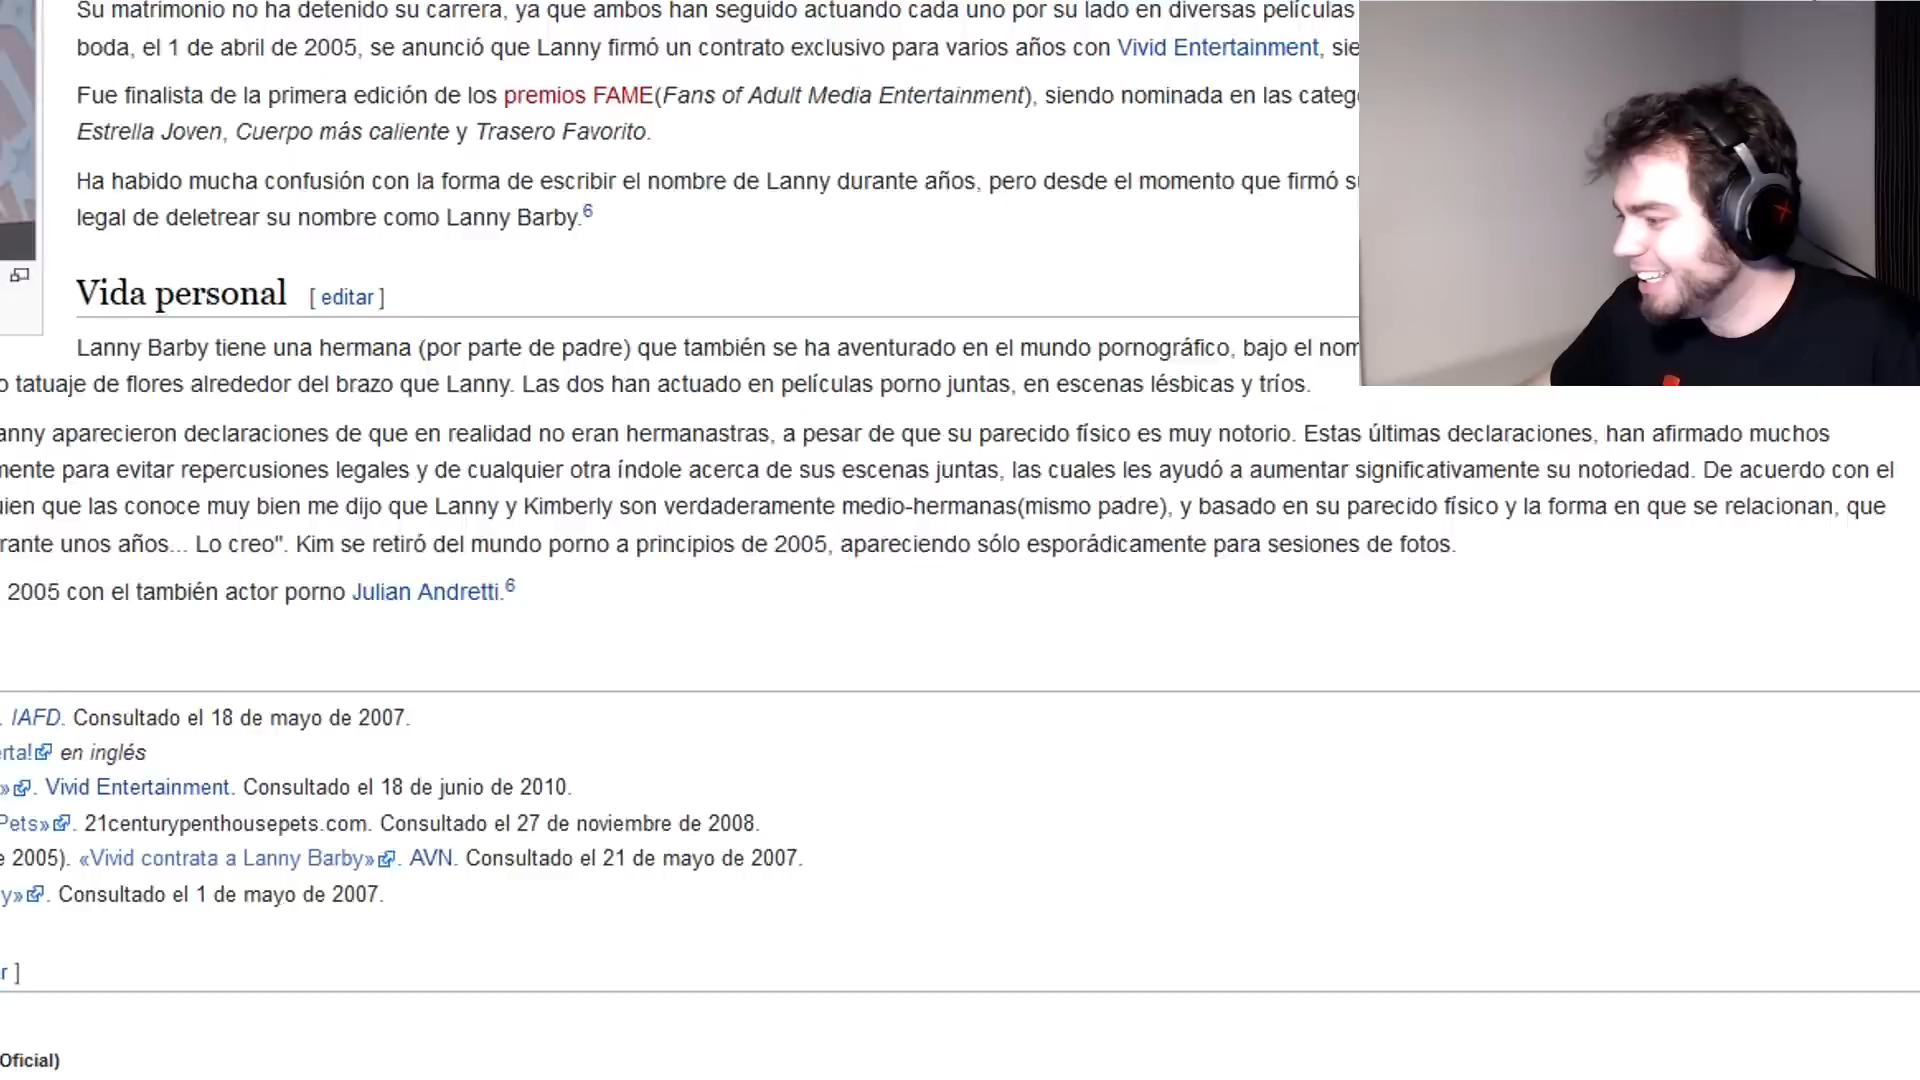 Su matrimonio no ha detenido su carrera, ya que ambos han seguido actuando cada uno por su lado en diversas películas
boda, el 1 de abril de 2005, se anunció que Lanny firmó un contrato exclusivo para varios años con Vivid Entertainment, sie
Fue finalista de la primera edición de los premios FAME(Fans of Adult Media Entertainment), siendo nominada en las catego
Estrella Joven, Cuerpo más caliente y Trasero Favorito.
Ha habido mucha confusión con la forma de escribir el nombre de Lanny durante años, pero desde el momento que firmó su
legal de deletrear su nombre como Lanny Barby.6
Vida personal [ editar ]
Lanny Barby tiene una hermana (por parte de padre) que también se ha aventurado en el mundo pornográfico, bajo el nom
o tatuaje de flores alrededor del brazo que Lanny. Las dos han actuado en películas porno juntas, en escenas lésbicas y tríos.
anny aparecieron declaraciones de que en realidad no eran hermanastras, a pesar de que su parecido físico es muy notorio. Estas últimas declaraciones, han afirmado muchos
mente para evitar repercusiones legales y de cualquier otra índole acerca de sus escenas juntas, las cuales les ayudó a aumentar significativamente su notoriedad. De acuerdo con el
uien que las conoce muy bien me dijo que Lanny y Kimberly son verdaderamente medio-hermanas(mismo padre), y basado en su parecido físico y la forma en que se relacionan, que
rante unos años... Lo creo". Kim se retiró del mundo porno a principios de 2005, apareciendo sólo esporádicamente para sesiones de fotos.
2005 con el también actor porno Julian Andretti.6
. IAFD. Consultado el 18 de mayo de 2007.
erta! en inglés
». Vivid Entertainment. Consultado el 18 de junio de 2010.
Pets». 21centurypenthousepets.com. Consultado el 27 de noviembre de 2008.
e 2005). «Vivid contrata a Lanny Barby». AVN. Consultado el 21 de mayo de 2007.
y». Consultado el 1 de mayo de 2007.
r ]
Oficial)